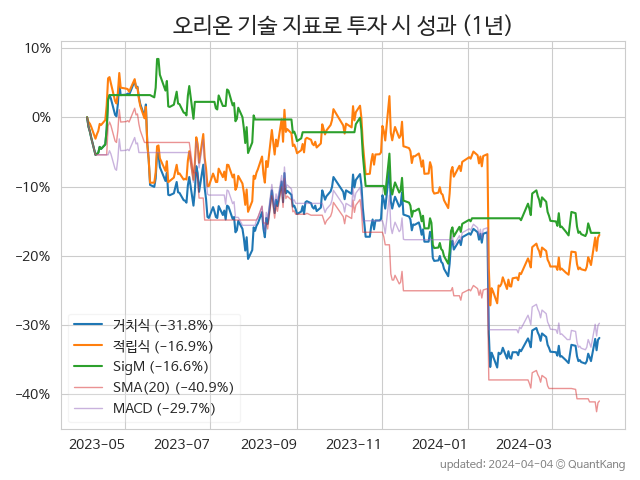 오리온 기술 지표로 투자 시 성과 (1년)
10%
0%
−10%
−20%
−30%
−40%
거치식 (−31.8%)
적립식 (−16.9%)
SigM (−16.6%)
SMA(20) (−40.9%)
MACD (−29.7%)
2023−05 2023−07 2023−09 2023−11 2024−01 2024−03
updated: 2024−04−04 © QuantKang